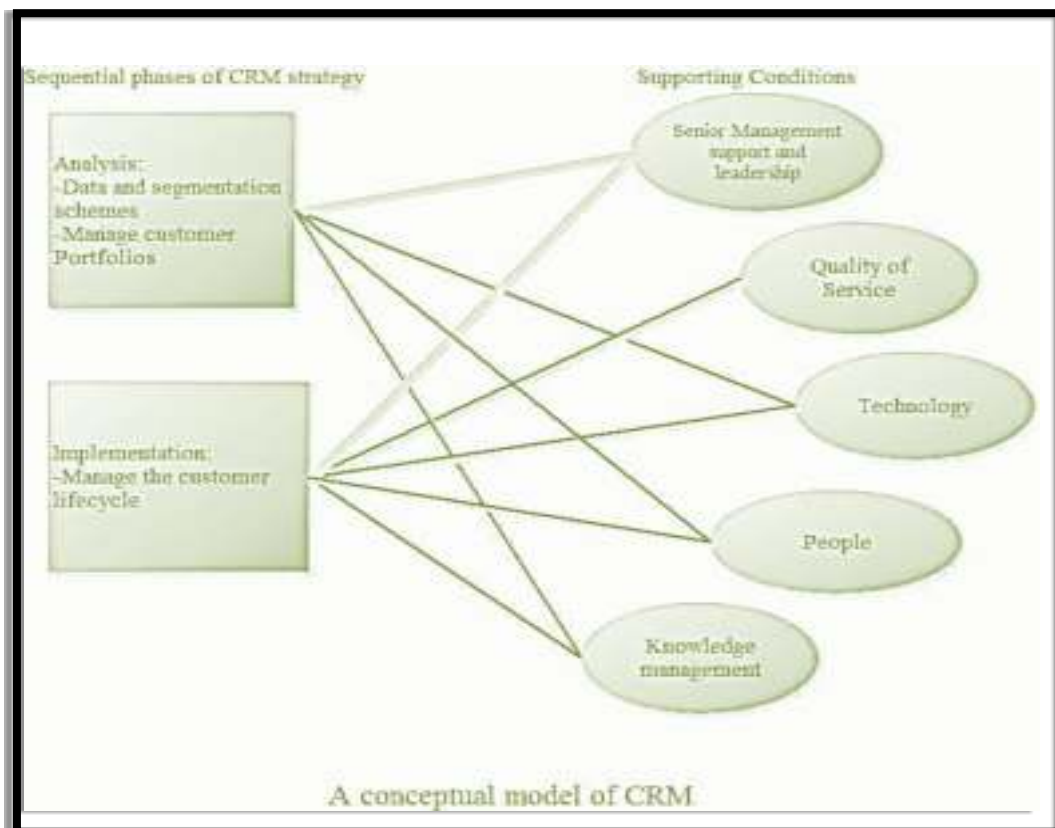 Sequential phases of CRM strategy
Supporting Conditions
Analysis:
-Data and segmentation
schemes
-Manage customer
Portfolios
Implementation:
-Manage the customer
lifecycle
Senior Management
support and
leadership
Quality of
Service
Technology
People
Knowledge
management
A conceptual model of CRM